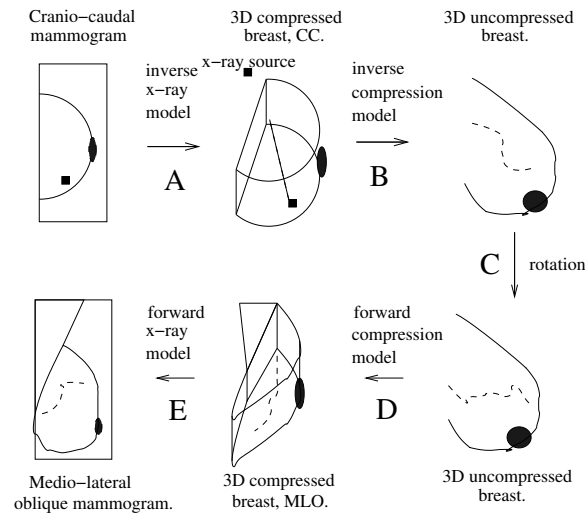 Cranio−caudal
mammogram
3D compressed
breast, CC.
3D uncompressed
breast.
inverse
x−ray
model
x−ray source
inverse
compression
model
A
B
C
rotation
forward
x−ray
model
forward
compression
model
E
D
Medio−lateral
oblique mammogram.
3D compressed
breast, MLO.
3D uncompressed
breast.